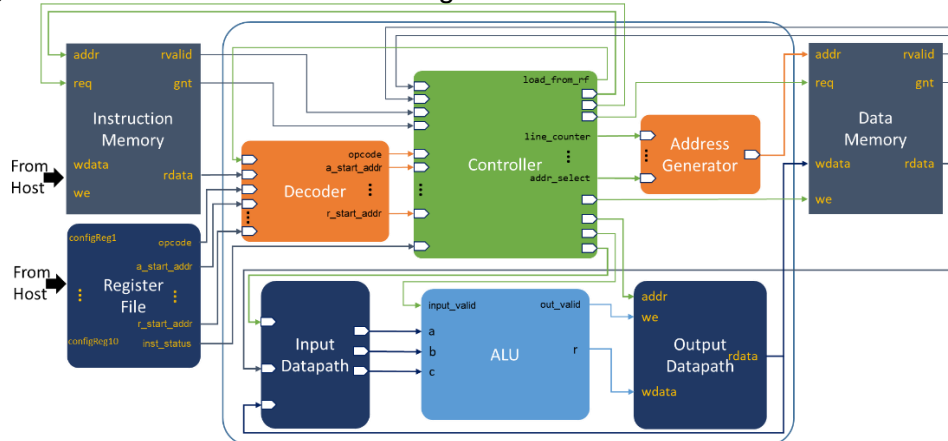 addr
rvalid
req
gnt
Instruction
Memory
From
Host
wdata
rdata
we
configReg1
opcode
a_start_addr
From
Host
Register
File
r_start_addr
configReg10
inst_status
opcode
a_start_addr
Decoder
r_start_addr
load_from_rf
line_counter
Controller
addr_select
Address
Generator
addr
rvalid
req
gnt
Data
Memory
wdata
rdata
we
Input
Datapath
input_valid
out_valid
a
b
r
ALU
c
addr
we
Output
Datapath
rdata
wdata